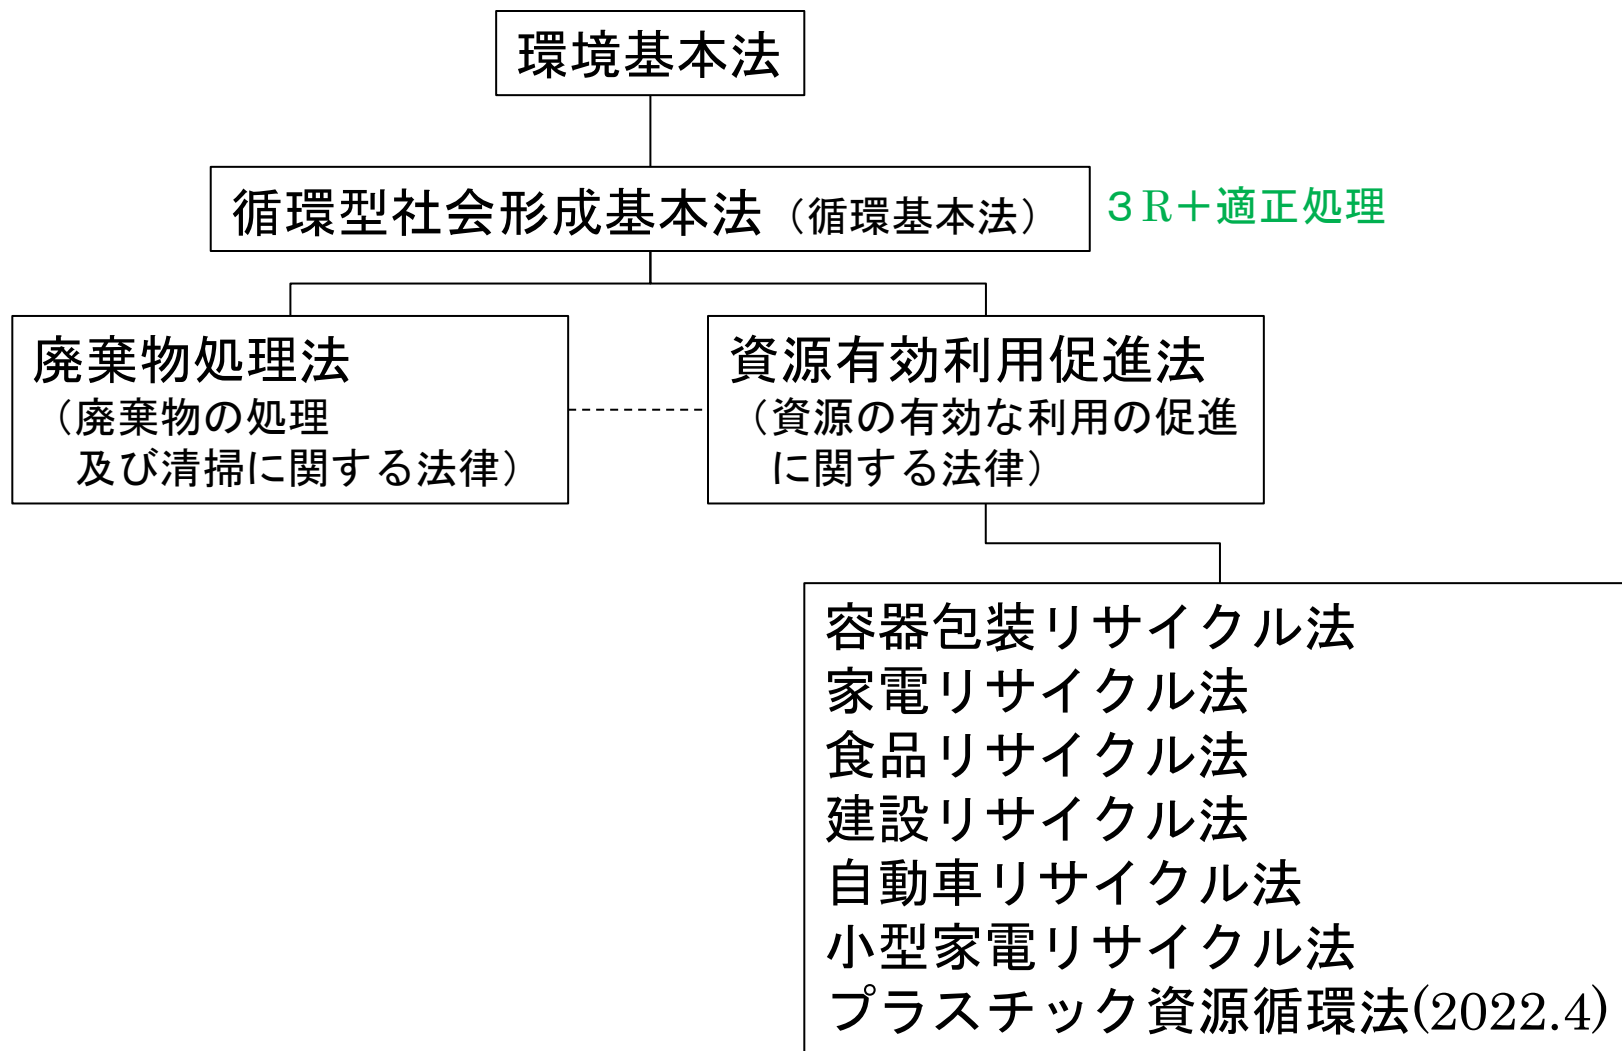 環境基本法
循環型社会形成基本法（循環基本法）
３R＋適正処理
廃棄物処理法
（廃棄物の処理
及び清掃に関する法律）
資源有効利用促進法
（資源の有効な利用の促進
に関する法律）
容器包装リサイクル法
家電リサイクル法
食品リサイクル法
建設リサイクル法
自動車リサイクル法
小型家電リサイクル法
プラスチック資源循環法(2022.4)